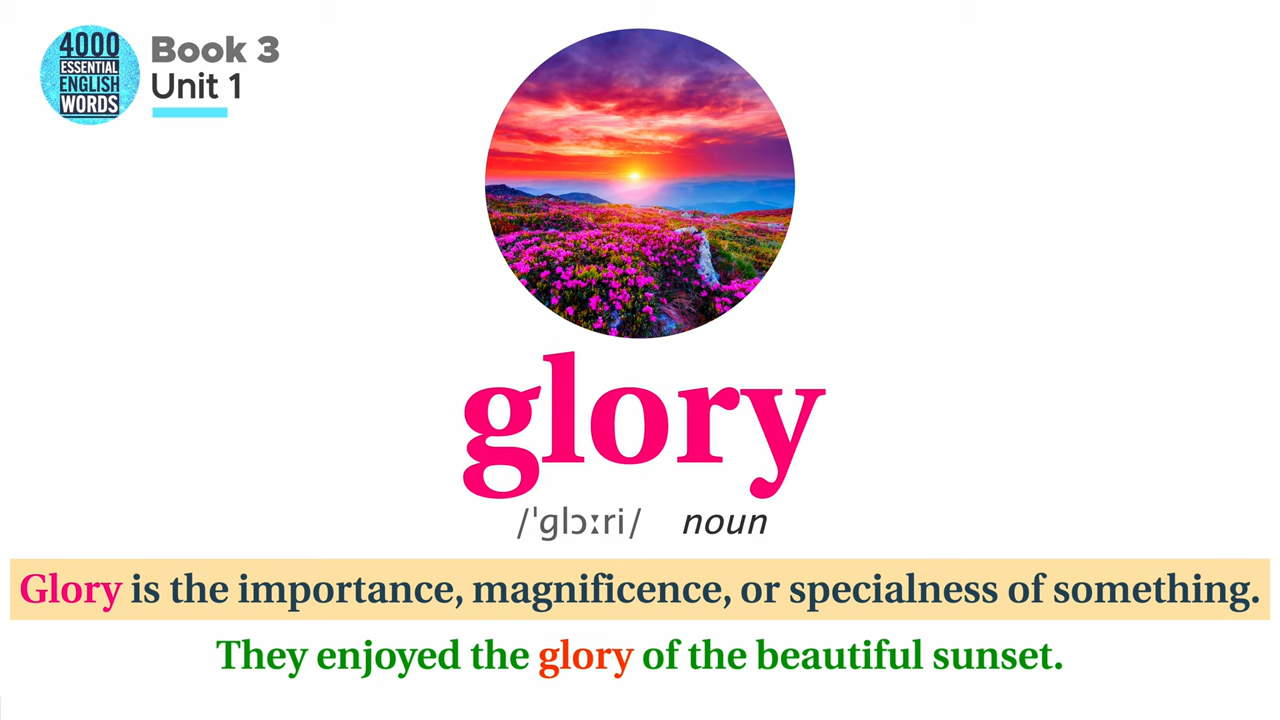 4000
ESSENTIAL
ENGLISH
WORDS
Book 3
Unit 1
glory
/ˈglɔːri/ noun
Glory is the importance, magnificence, or specialness of something.
They enjoyed the glory of the beautiful sunset.